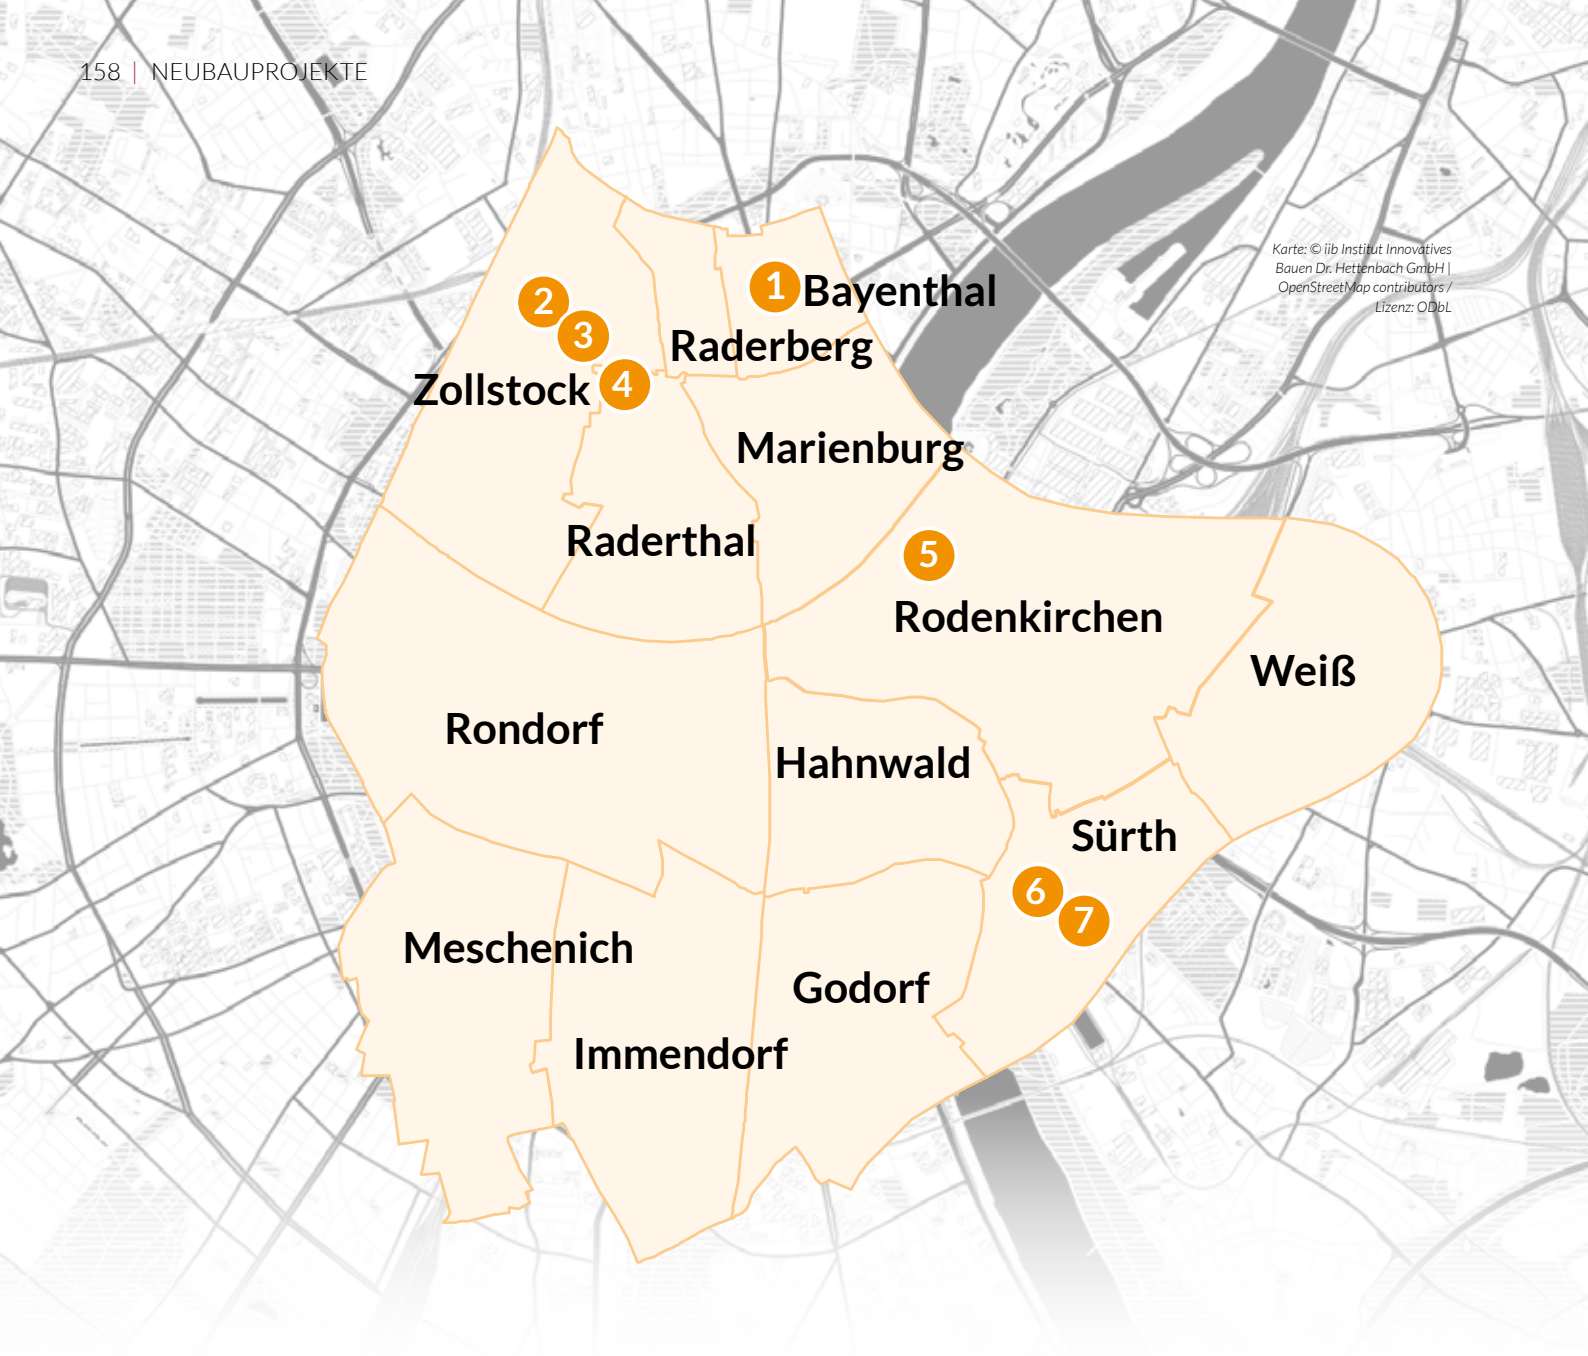 158 | NEUBAUPROJEKTE
Karte: © iib Institut Innovatives
Bauen Dr. Hettenbach GmbH |
OpenStreetMap contributors /
Lizenz: ODbL
1 Bayenthal
2
3
Raderberg
Zollstock 4
Marienburg
Raderthal
5
Rodenkirchen
Weiß
Rondorf
Hahnwald
Sürth
6
7
Meschenich
Godorf
Immendorf